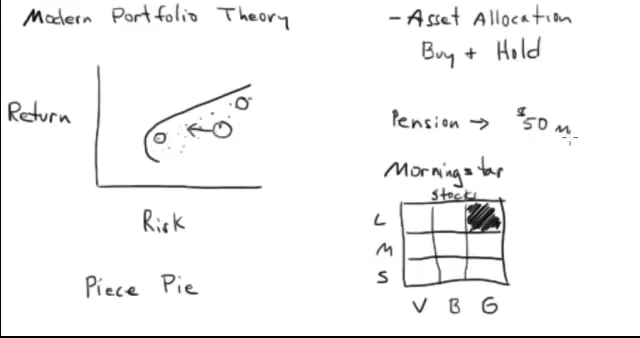 Modern Portfolio Theory
Return
Risk
Piece Pie
- Asset Allocation
Buy + Hold
Pension → $50 M
Morningstar
Stocks
L
M
S
V B G